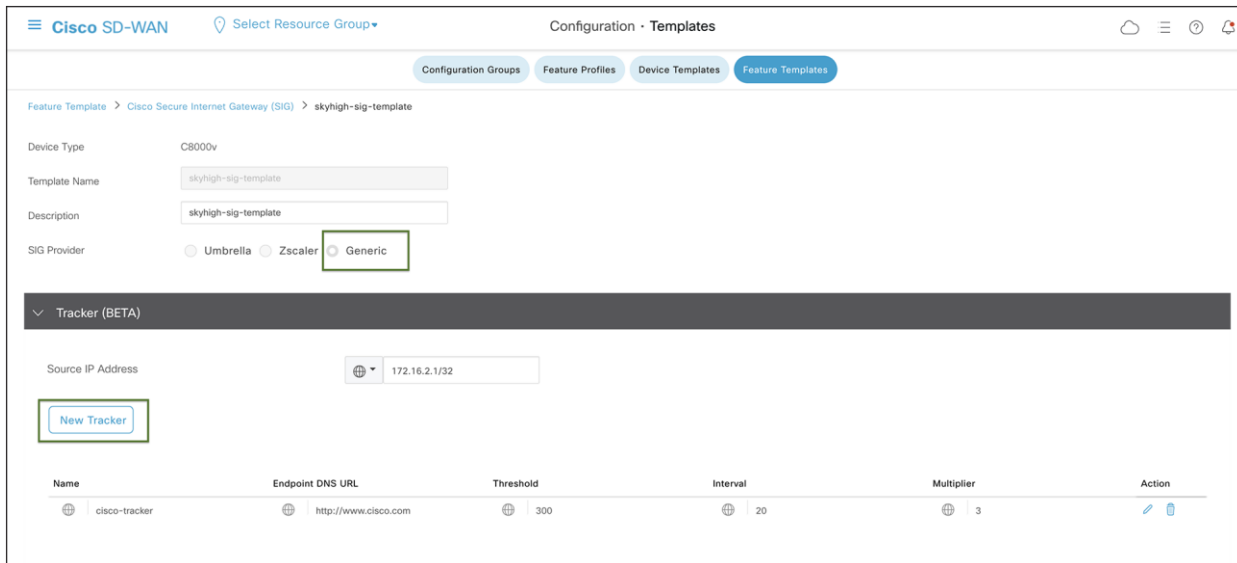 Cisco SD-WAN Select Resource Group Configuration · Templates
Configuration Groups Feature Profiles Device Templates Feature Templates
Feature Template > Cisco Secure Internet Gateway (SIG) > skyhigh-sig-template
Device Type C8000v
Template Name skyhigh-sig-template
Description skyhigh-sig-template
SIG Provider Umbrella Zscaler Generic
Tracker (BETA)
Source IP Address 172.16.2.1/32
New Tracker
Name Endpoint DNS URL Threshold Interval Multiplier Action
cisco-tracker http://www.cisco.com 300 20 3